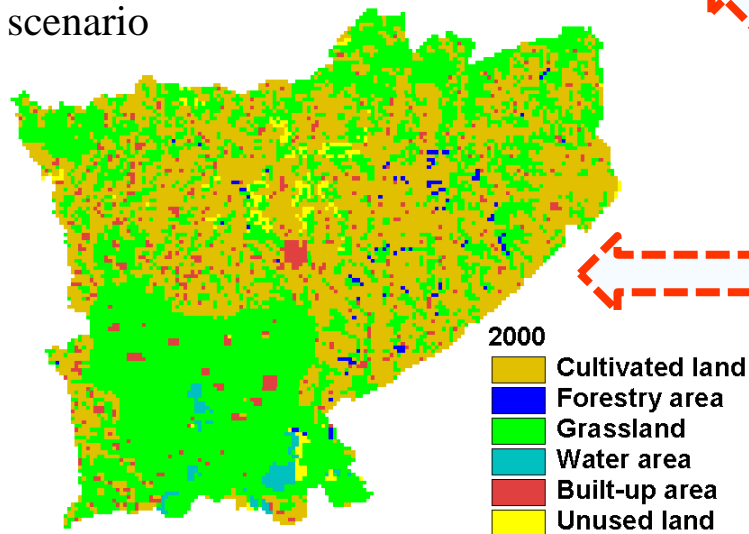 scenario
2000
Cultivated land
Forestry area
Grassland
Water area
Built-up area
Unused land